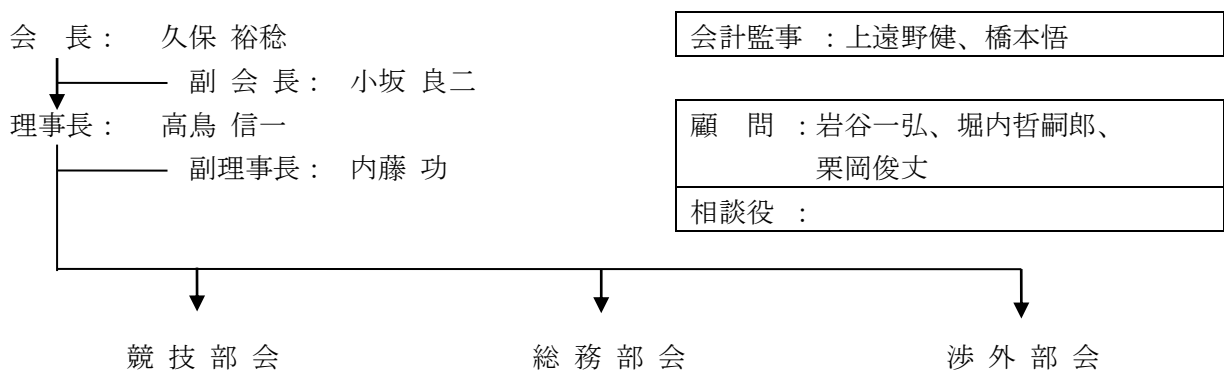 会 長： 久保 裕稔
会計監事 ：上遠野健、橋本悟
副 会 長： 小坂 良二
理事長： 高鳥 信一
顧 問 ：岩谷一弘、堀内哲嗣郎、
栗岡俊丈
副理事長： 内藤 功
相談役 ：
競 技 部 会
総 務 部 会
渉 外 部 会